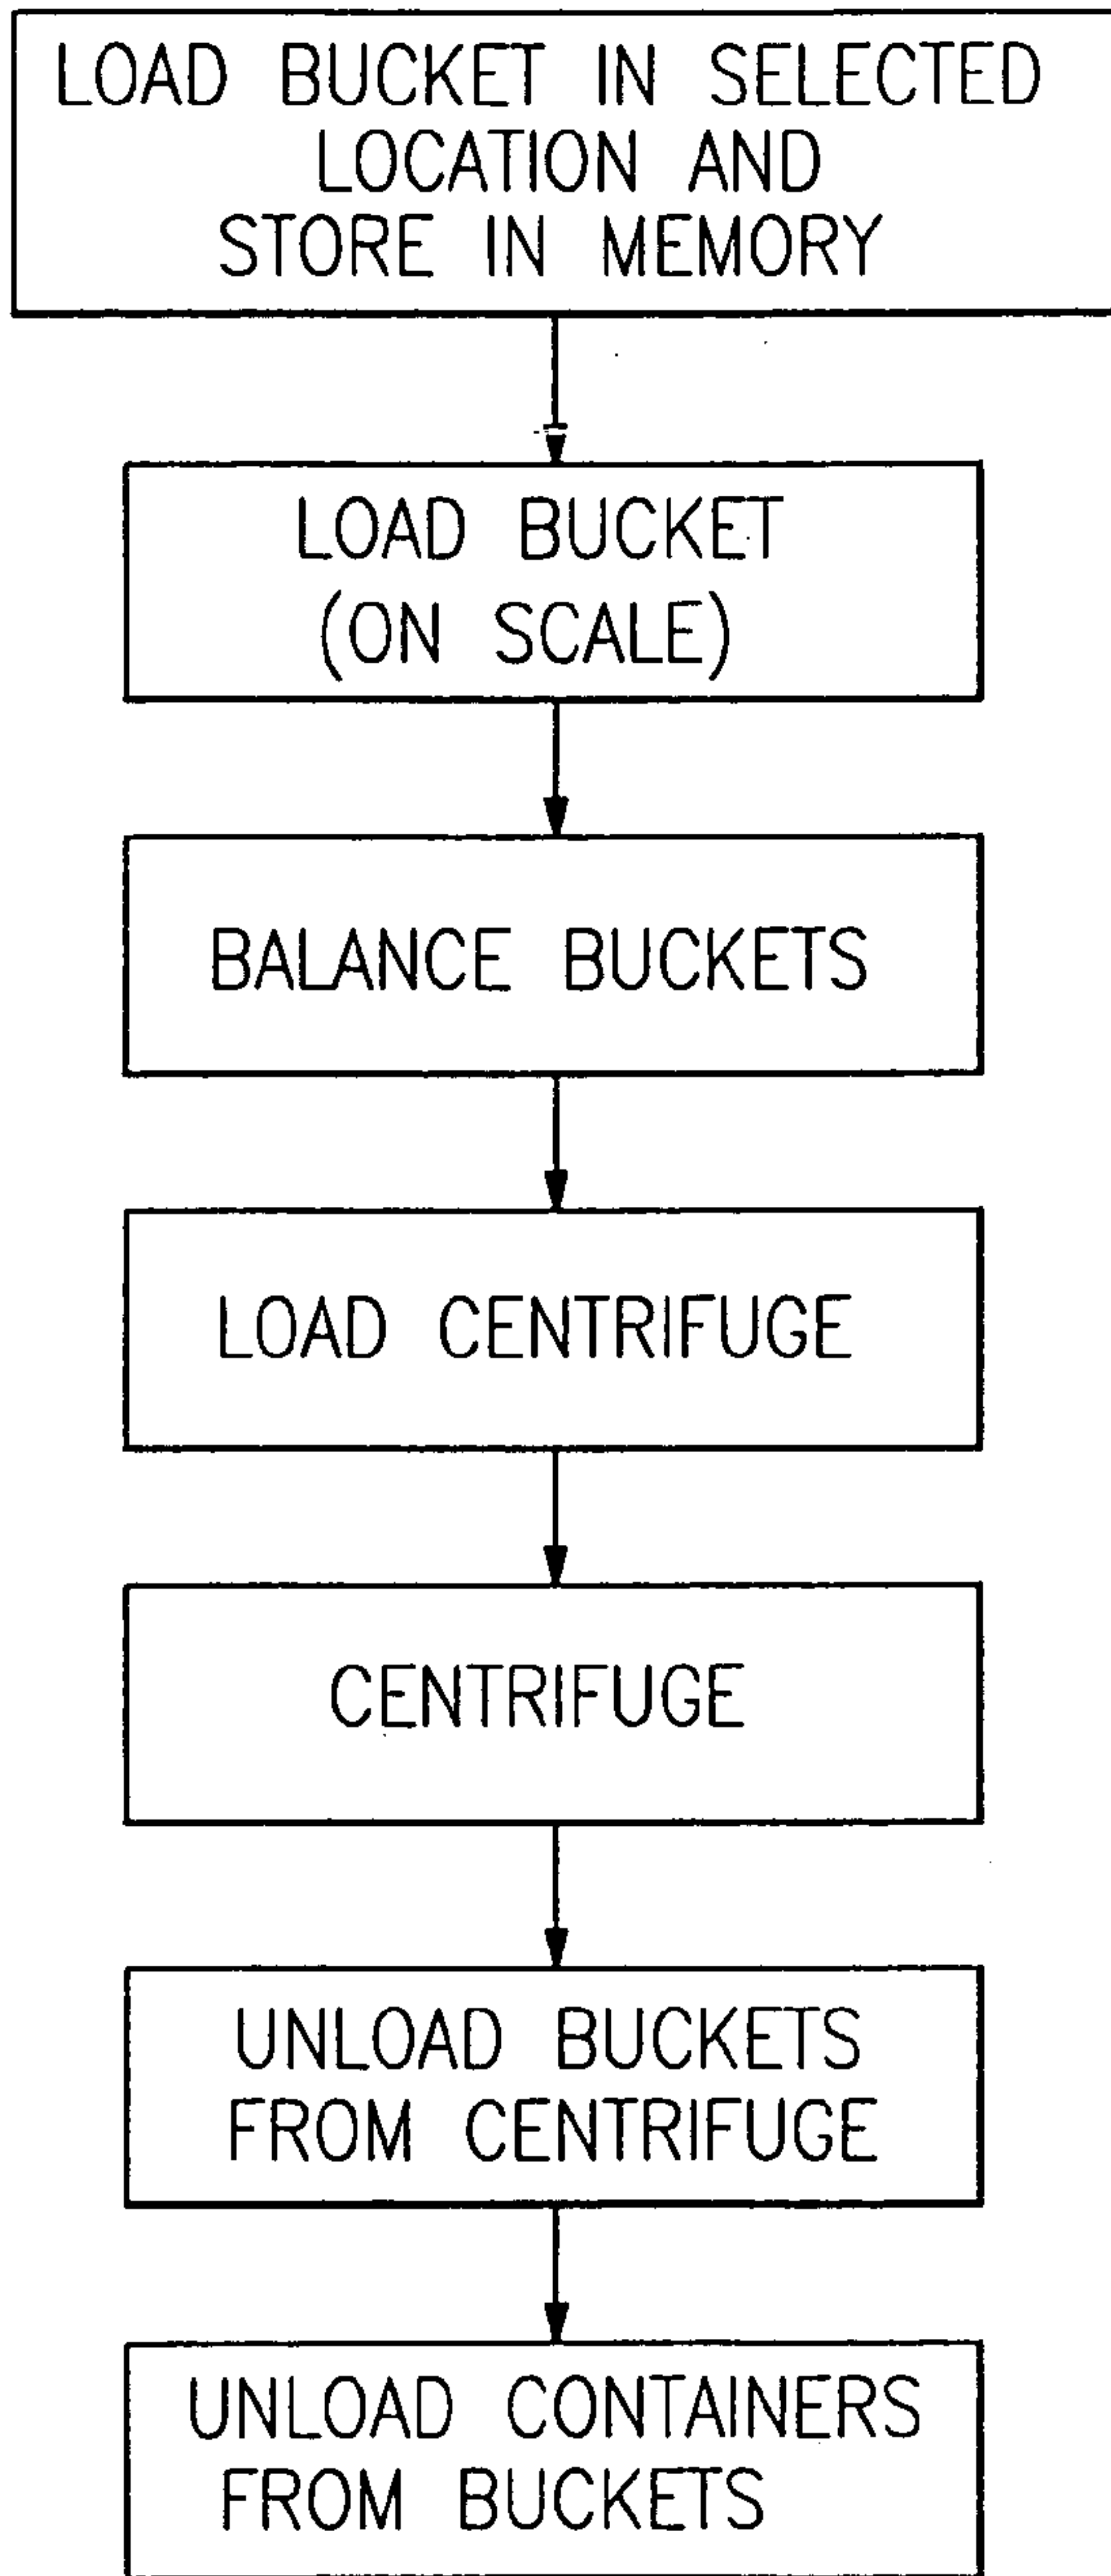 LOAD BUCKET IN SELECTED
LOCATION AND
STORE IN MEMORY
LOAD BUCKET
(ON SCALE)
BALANCE BUCKETS
LOAD CENTRIFUGE
CENTRIFUGE
UNLOAD BUCKETS
FROM CENTRIFUGE
UNLOAD CONTAINERS
FROM BUCKETS